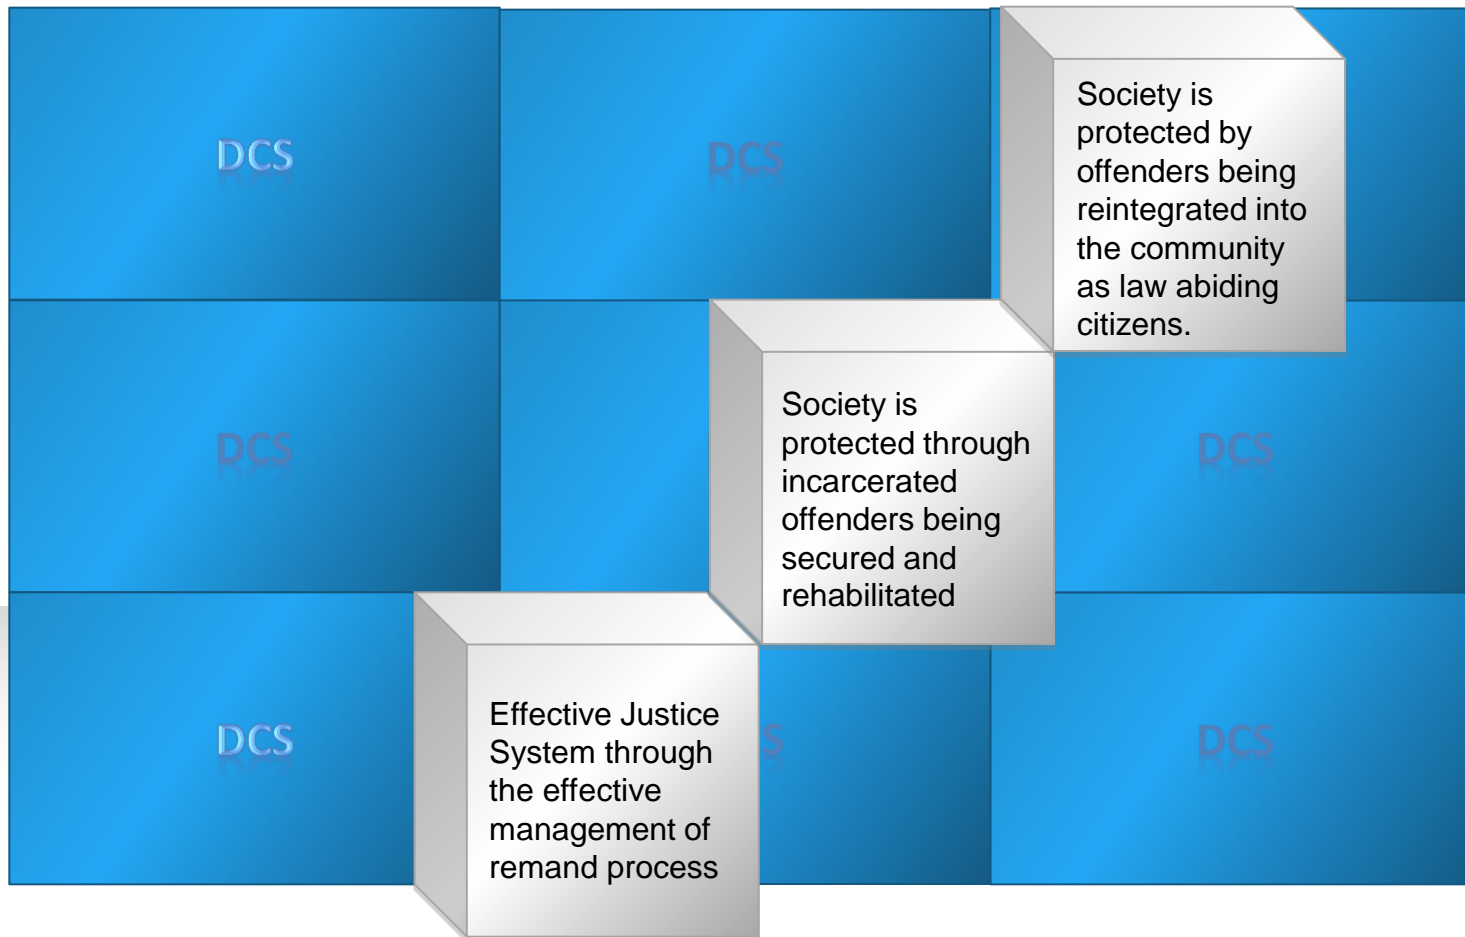 DCS
DCS
Society is
protected by
offenders being
reintegrated into
the community
as law abiding
citizens.
DCS
Society is
protected through
incarcerated
offenders being
secured and
rehabilitated
DCS
DCS
Effective Justice
System through
the effective
management of
remand process
S
DCS